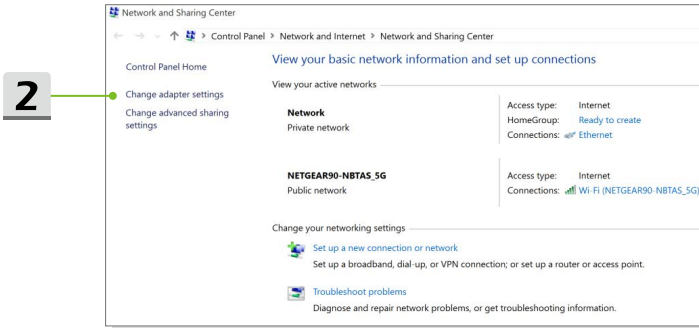 Network and Sharing Center
Control Panel > Network and Internet > Network and Sharing Center
Control Panel Home
Change adapter settings
Change advanced sharing
settings
2
View your basic network information and set up connections
View your active networks
Network
Private network
Access type: Internet
HomeGroup: Ready to create
Connections: Ethernet
NETGEAR90-NBTAS_5G
Public network
Access type: Internet
Connections: Wi-Fi (NETGEAR90-NBTAS_5G)
Change your networking settings
Set up a new connection or network
Set up a broadband, dial-up, or VPN connection; or set up a router or access point.
Troubleshoot problems
Diagnose and repair network problems, or get troubleshooting information.